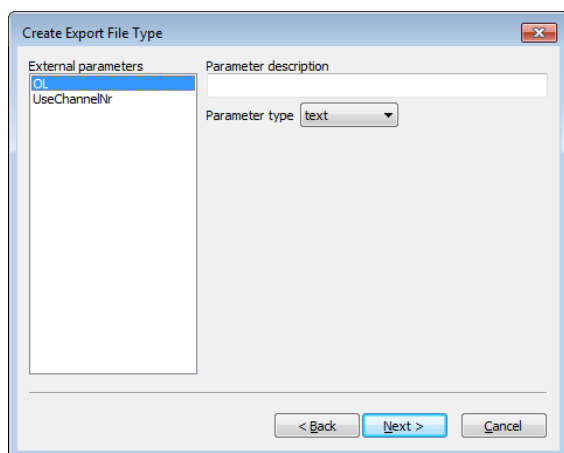 Create Export File Type
External parameters
OL
UseChannelNr
Parameter description
Parameter type text
< Back
Next >
Cancel